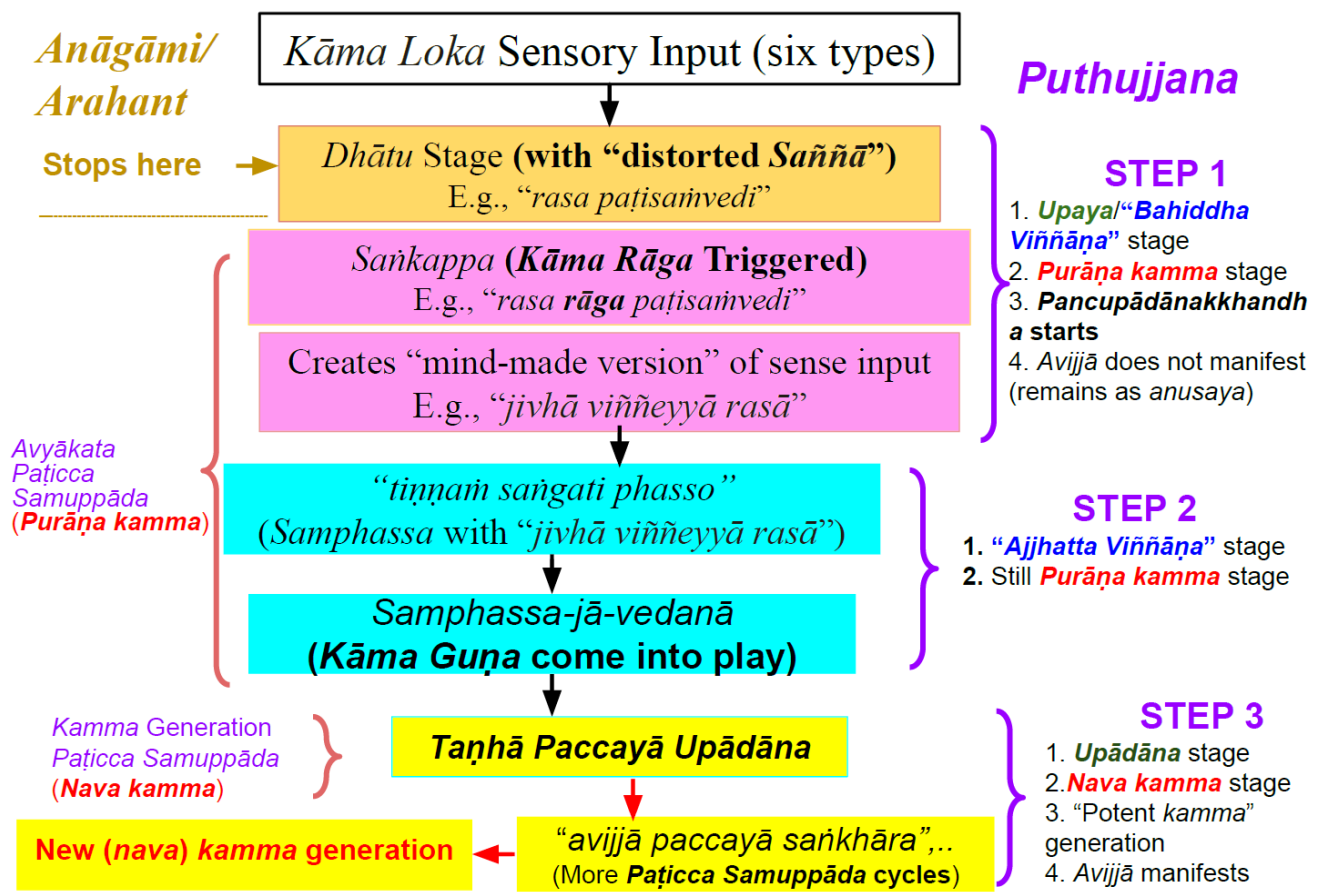 Anāgāmi/
Arahant
Stops here
Kāma Loka Sensory Input (six types)
Puthujjana
Dhātu Stage (with “distorted Saññā”)
E.g., “rasa paṭisaṁvedi”
Saṅkappa (Kāma Rāga Triggered)
E.g., “rasa rāga paṭisaṁvedi”
Creates “mind-made version” of sense input
E.g., “jivhā viññeyyā rasā”
STEP 1
1. Upaya/“Bahiddha
Viññāṇa” stage
2. Purāṇa kamma stage
3. Pancupādānakkhandh
a starts
4. Avijjā does not manifest
(remains as anusaya)
Avyākata
Paṭicca
Samuppāda
(Purāṇa kamma)
“tiṇṇaṁ saṅgati phasso”
(Samphassa with “jivhā viññeyyā rasā”)
Samphassa-jā-vedanā
(Kāma Guṇa come into play)
STEP 2
1. “Ajjhatta Viññāṇa” stage
2. Still Purāṇa kamma stage
Kamma Generation
Paṭicca Samuppāda
(Nava kamma)
Taṇhā Paccayā Upādāna
“avijjā paccayā saṅkhāra”,..
(More Paṭicca Samuppāda cycles)
New (nava) kamma generation
STEP 3
1. Upādāna stage
2.Nava kamma stage
3. “Potent kamma”
generation
4. Avijjā manifests